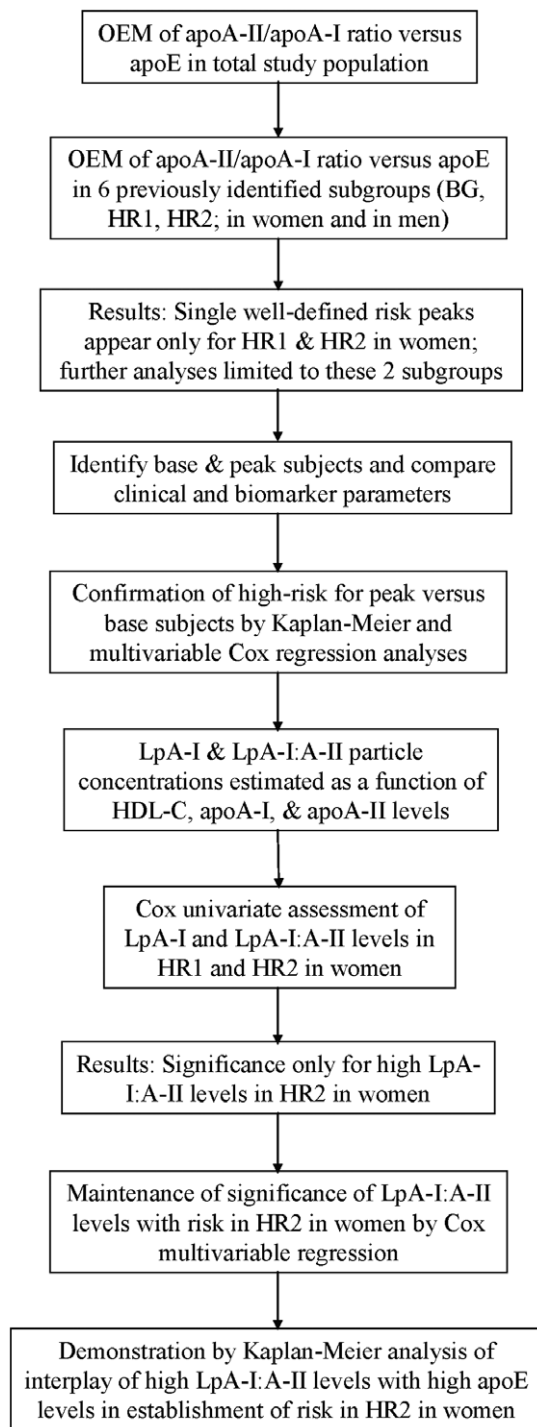 OEM of apoA-II/apoA-I ratio versus
apoE in total study population
OEM of apoA-II/apoA-I ratio versus apoE
in 6 previously identified subgroups (BG,
HR1, HR2; in women and in men)
Results: Single well-defined risk peaks
appear only for HR1 & HR2 in women;
further analyses limited to these 2 subgroups
Identify base & peak subjects and compare
clinical and biomarker parameters
Confirmation of high-risk for peak versus
base subjects by Kaplan-Meier and
multivariable Cox regression analyses
LpA-I & LpA-I:A-II particle
concentrations estimated as a function of
HDL-C, apoA-I, & apoA-II levels
Cox univariate assessment of
LpA-I and LpA-I:A-II levels in
HR1 and HR2 in women
Results: Significance only for high LpA-
I:A-II levels in HR2 in women
Maintenance of significance of LpA-I:A-II
levels with risk in HR2 in women by Cox
multivariable regression
Demonstration by Kaplan-Meier analysis of
interplay of high LpA-I:A-II levels with high apoE
levels in establishment of risk in HR2 in women